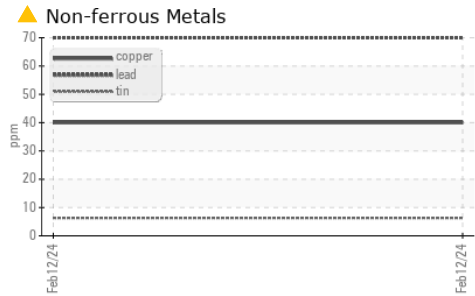 Non-ferrous Metals
70
60
50
40
30
20
10
0
ppm
copper
lead
tin
Feb12/24
Feb12/24